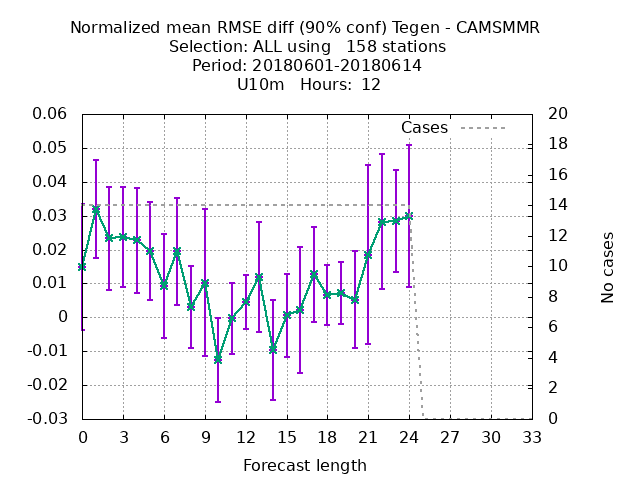 Normalized mean RMSE diff (90% conf) Tegen - CAMSMMR
Selection: ALL using 158 stations
Period: 20180601-20180614
U10m Hours: 12
Cases
0.06
0.05
0.04
0.03
0.02
0.01
0
-0.01
-0.02
-0.03
20
18
16
14
12
10
8
6
4
2
0
No cases
0 3 6 9 12 15 18 21 24 27 30 33
Forecast length